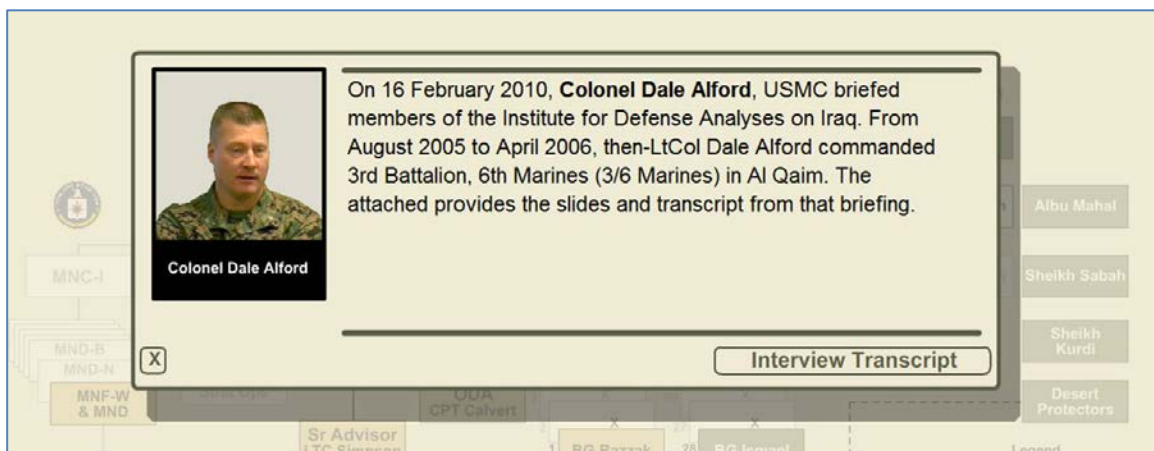 On 16 February 2010, Colonel Dale Alford, USMC briefed
members of the Institute for Defense Analyses on Iraq. From
August 2005 to April 2006, then-LtCol Dale Alford commanded
3rd Battalion, 6th Marines (3/6 Marines) in Al Qaim. The
attached provides the slides and transcript from that briefing.
Colonel Dale Alford
X
Interview Transcript
Albu Mahal
MNC-I
Sheikh Sabah
MND-B
MND-N
MNF-W
& MND
Sheikh
Kurdi
Desert
Protectors
ODA
CPT Calvert
Sr Advisor
LTC Simpson
X
X
1
BG Razzak
28
BG Ismael
Legend